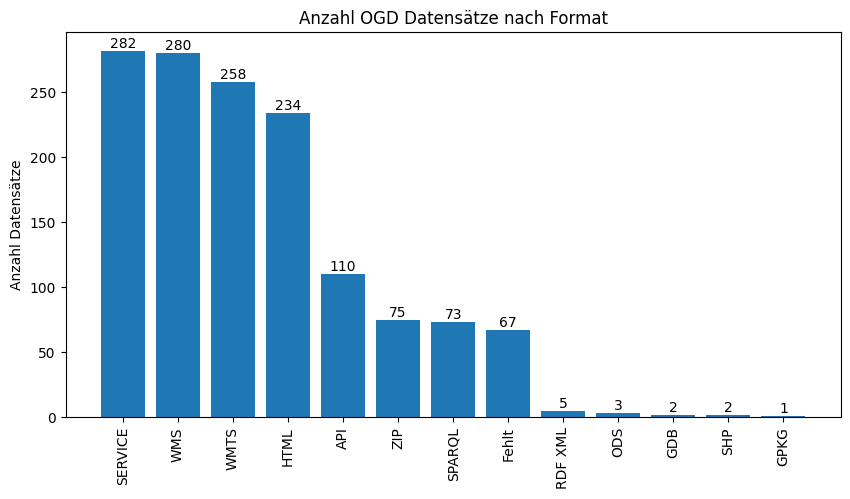 Anzahl OGD Datensätze nach Format
Anzahl Datensätze
250
200
150
100
50
0
282
280
258
234
110
75
73
67
5
3
2
2
1
SERVICE
WMS
WMTS
HTML
API
ZIP
SPARQL
Fehlt
RDF XML
ODS
GDB
SHP
GPKG